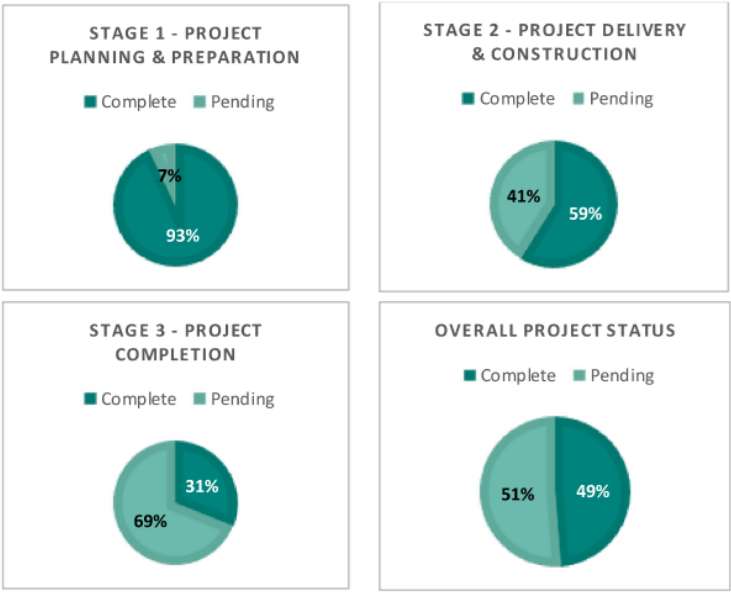 STAGE 1 - PROJECT
PLANNING & PREPARATION
Complete Pending
7%
93%
STAGE 2 - PROJECT DELIVERY
& CONSTRUCTION
Complete Pending
41%
59%
STAGE 3 - PROJECT
COMPLETION
Complete Pending
31%
69%
OVERALL PROJECT STATUS
Complete Pending
51% 49%